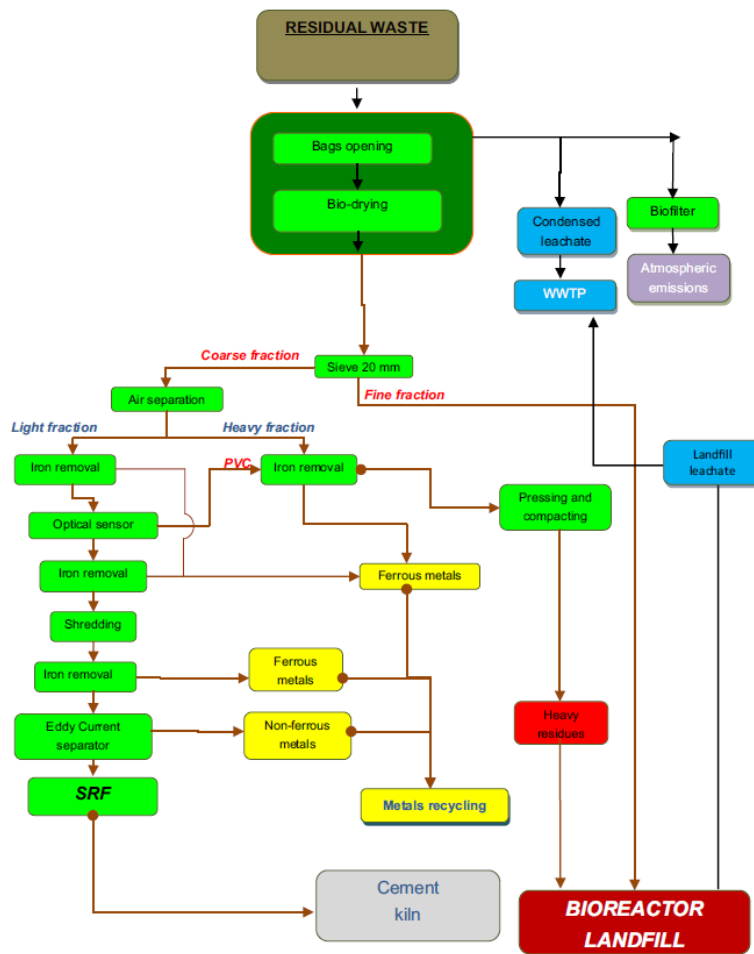 RESIDUAL WASTE
Bags opening
Bio-drying
Condensed
leachate
Biofilter
WWTP
Atmospheric
emissions
Coarse fraction
Sieve 20 mm
Fine fraction
Air separation
Light fraction
Heavy fraction
Iron removal
PVC
Iron removal
Landfill
leachate
Optical sensor
Pressing and
compacting
Iron removal
Ferrous metals
Shredding
Iron removal
Ferrous
metals
Eddy Current
separator
Non-ferrous
metals
Heavy
residues
SRF
Metals recycling
Cement
kiln
BIOREACTOR
LANDFILL